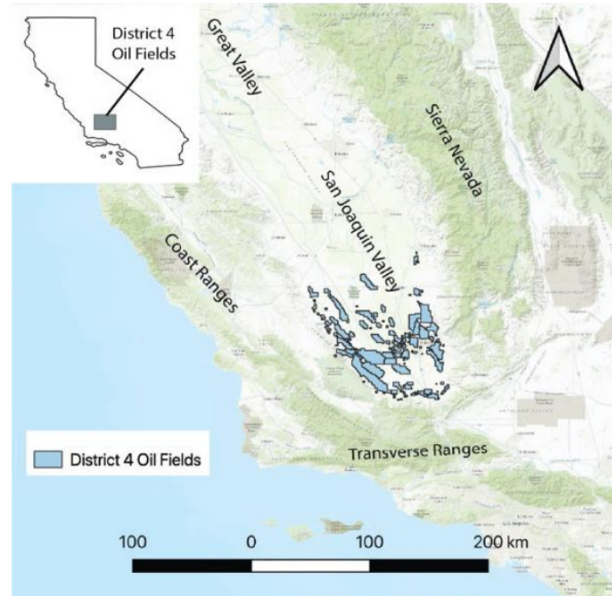 District 4
Oil Fields
Great Valley
Sierra Nevada
San Joaquin Valley
Coast Ranges
Transverse Ranges
District 4 Oil Fields
100 0 100 200 km